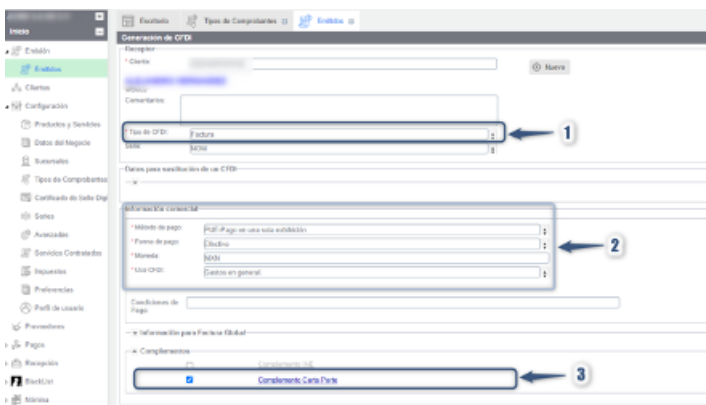 Inicio
Escritorio
Tipos de Comprobantes
Emitidos
Generación de CFDI
Emisión
Emitidos
Clientes
Configuración
Productos y Servicios
Datos del Negocio
Sucursales
Tipos de Comprobantes
Certificado de Sello Digi
Series
Avanzadas
Servicios Contratados
Impuestos
Preferencias
Perfil de usuario
Proveedores
Pagos
Recepción
BlockList
Nómina
Receptor
* Cliente:
Nuevo
Comentarios:
* Tipo de CFDI:
Factura
1
Serie:
NOM
Datos para sustitución de un CFDI
Información comercial
* Método de pago:
PUE-Pago en una sola exhibición
* Forma de pago:
Efectivo
* Moneda
MXN
* Uso CFDI:
Gastos en general.
2
Condiciones de
Pago:
Información para Factura Global
Complementos
Complemento INE
Complemento Carta Porte
3